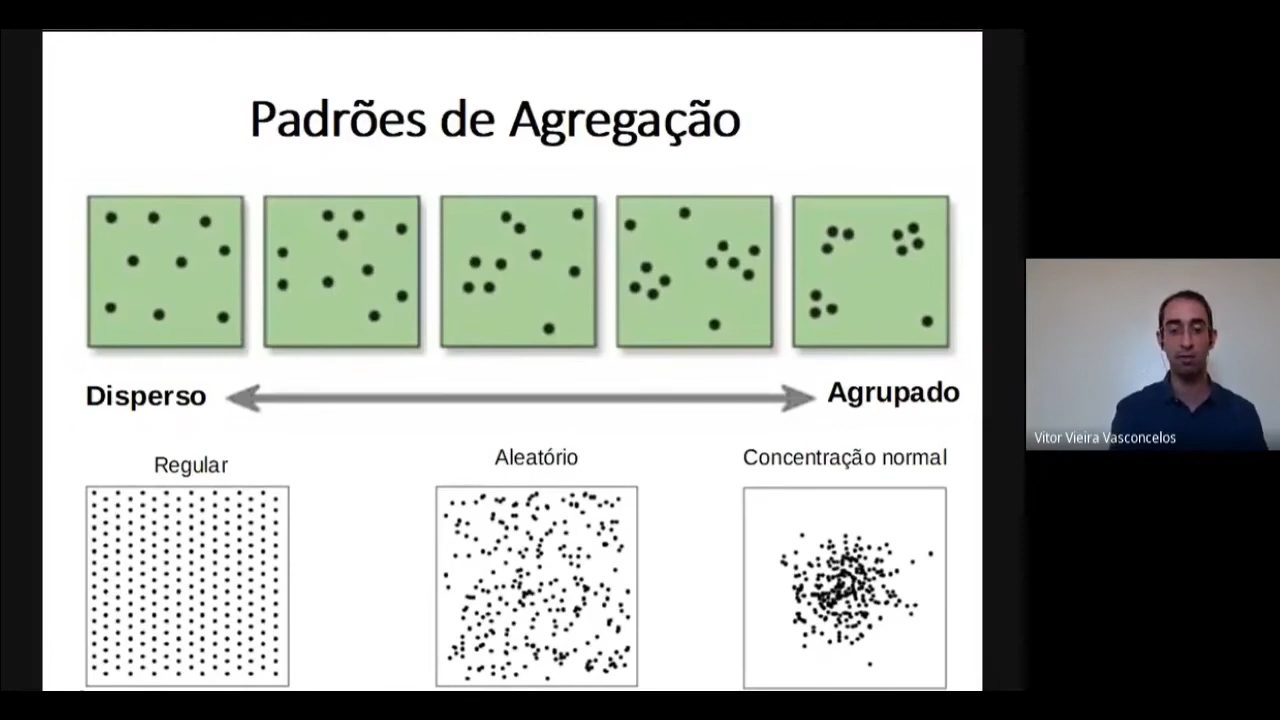 Padrões de Agregação
Disperso
Agrupado
Regular
Aleatório
Concentração normal
Vitor Vieira Vasconcelos